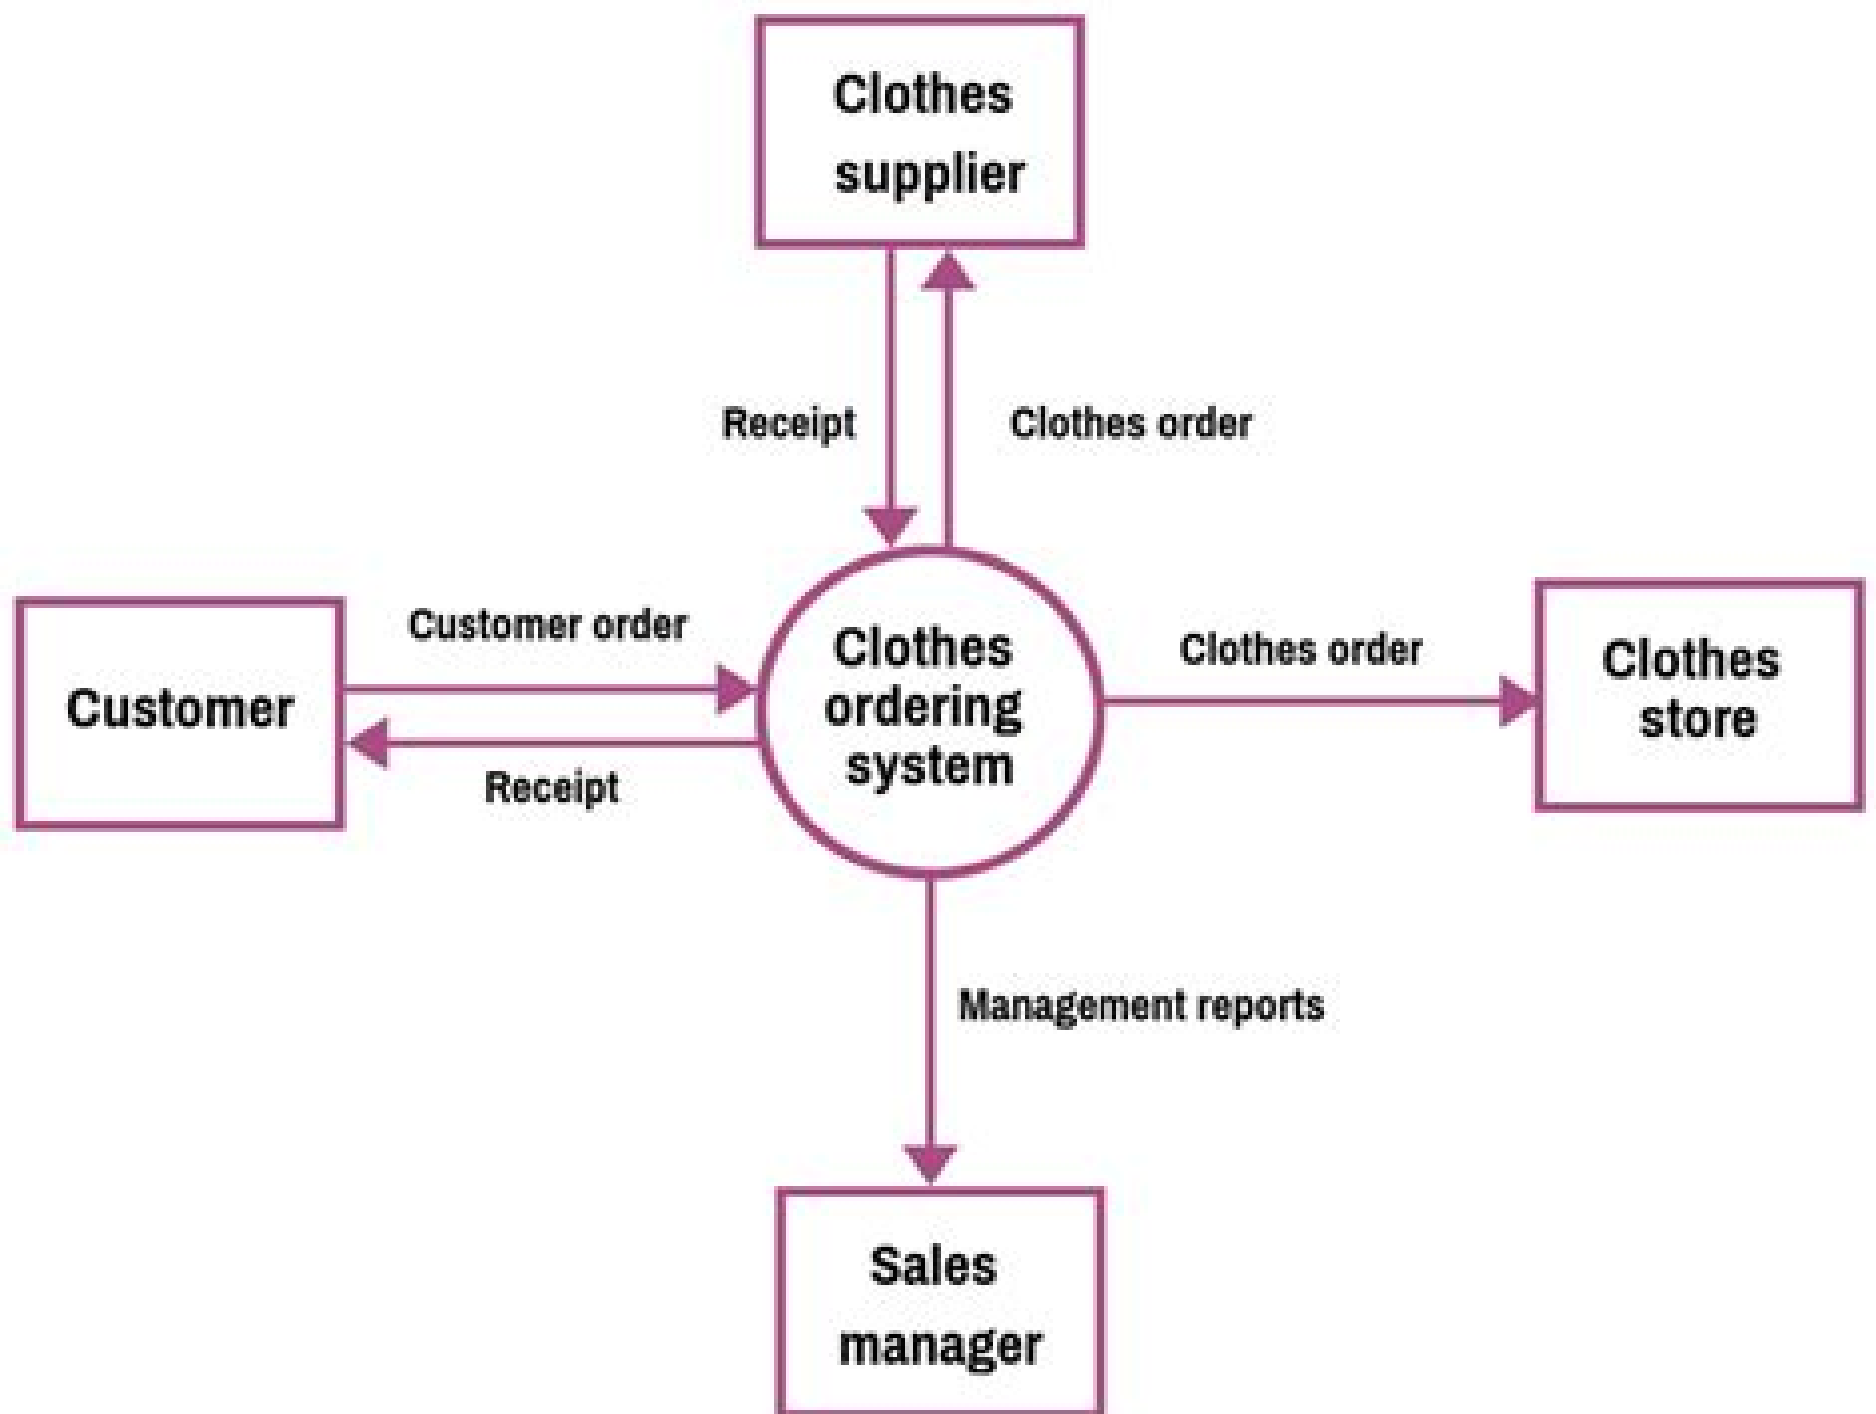 Clothes
supplier
Receipt
Clothes order
Customer order
Customer
Receipt
Clothes
ordering
system
Clothes order
Clothes
store
Management reports
Sales
manager